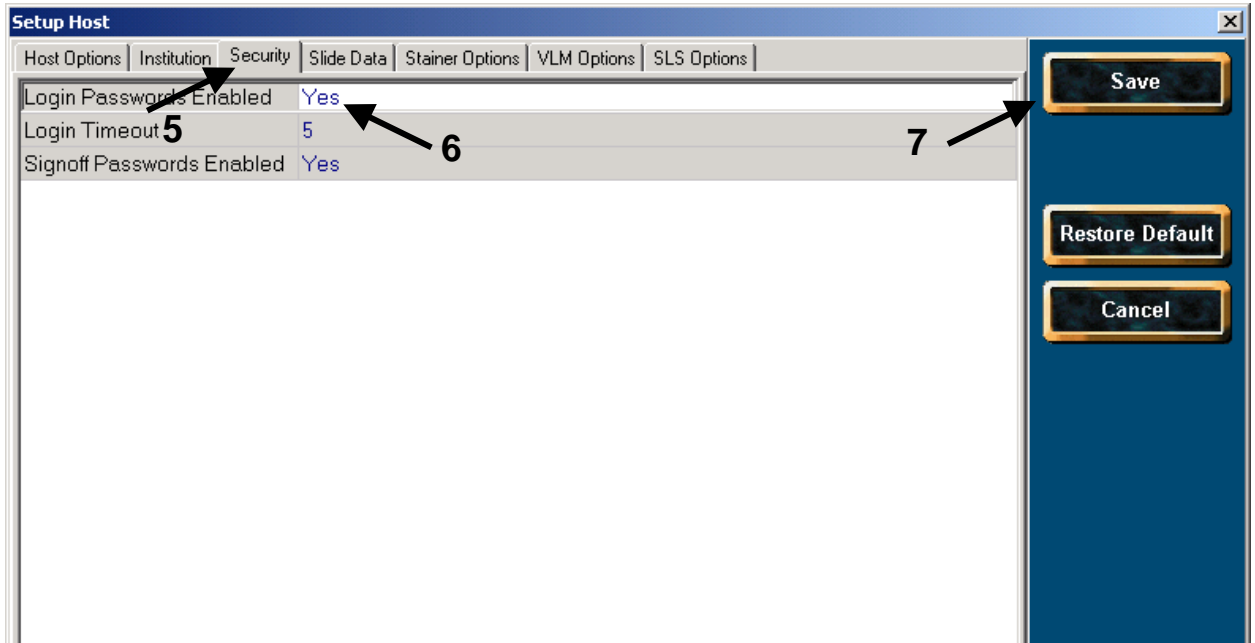 Setup Host
Host Options Institution Security Slide Data Stainer Options VLM Options SLS Options
Login Passwords Enabled Yes
Login Timeout 5
Signoff Passwords Enabled Yes
5
6
7
Save
Restore Default
Cancel